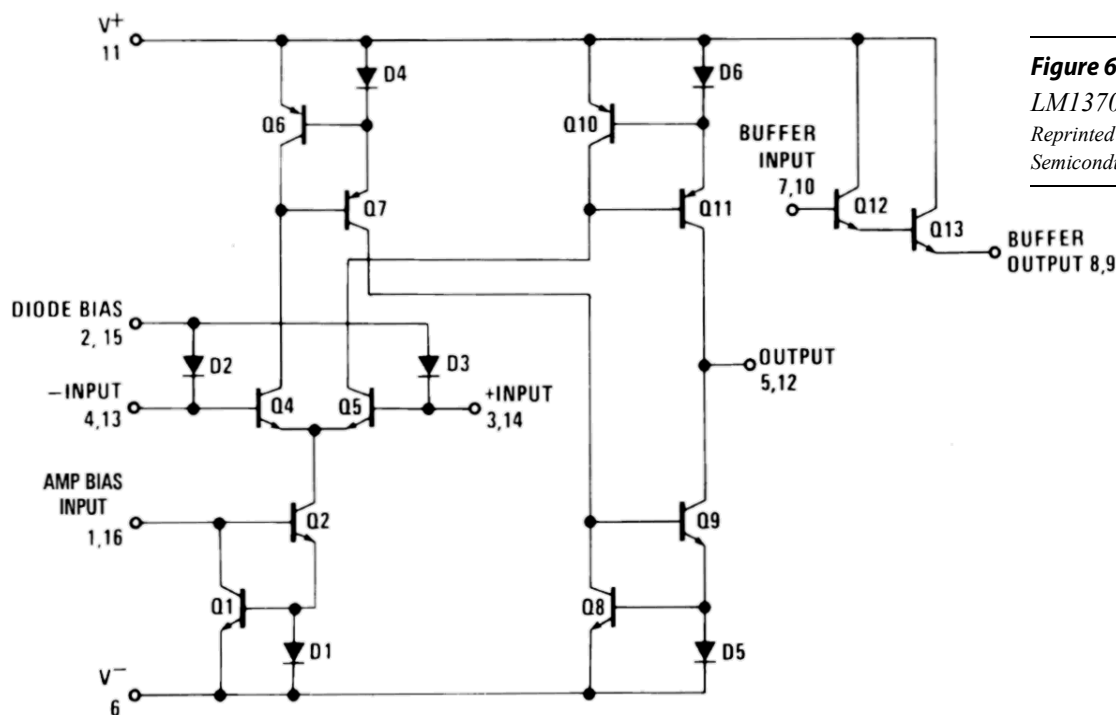 V+
11
D4
D6
Q6
Q10
Q7
Q11
BUFFER
INPUT
7,10
Q12
Q13
BUFFER
OUTPUT 8,9
DIODE BIAS
2, 15
D2
D3
–INPUT
4,13
Q4
Q5
+INPUT
3,14
OUTPUT
5,12
AMP BIAS
INPUT
1,16
Q2
Q9
Q1
Q8
D1
D5
V–
6
Figure 6
LM1370
Reprinted
Semicondu